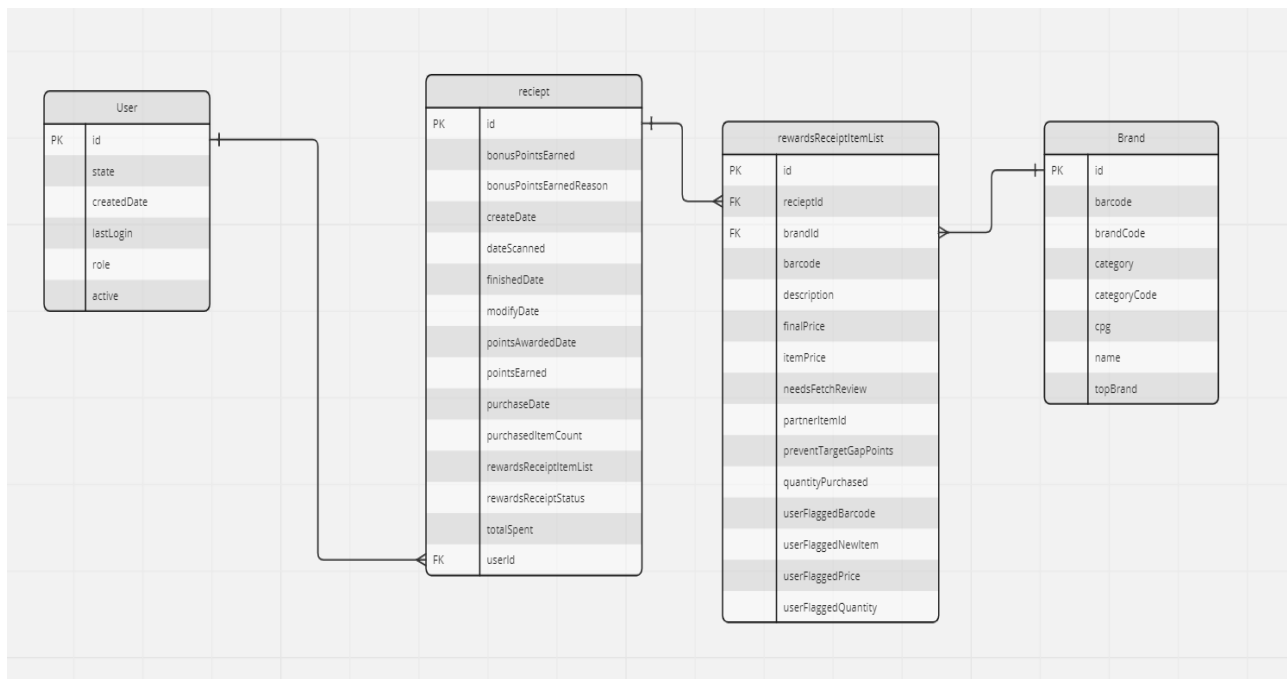 User
PK id
state
createdDate
lastLogin
role
active
reciept
PK id
bonusPointsEarned
bonusPointsEarnedReason
createDate
dateScanned
finishedDate
modifyDate
pointsAwardedDate
pointsEarned
purchaseDate
purchasedItemCount
rewardsReceiptItemList
rewardsReceiptStatus
totalSpent
FK userId
rewardsReceiptItemList
PK id
FK recieptId
FK brandId
barcode
description
finalPrice
itemPrice
needsFetchReview
partnerItemId
preventTargetGapPoints
quantityPurchased
userFlaggedBarcode
userFlaggedNewItem
userFlaggedPrice
userFlaggedQuantity
Brand
PK id
barcode
brandCode
category
categoryCode
cpg
name
topBrand